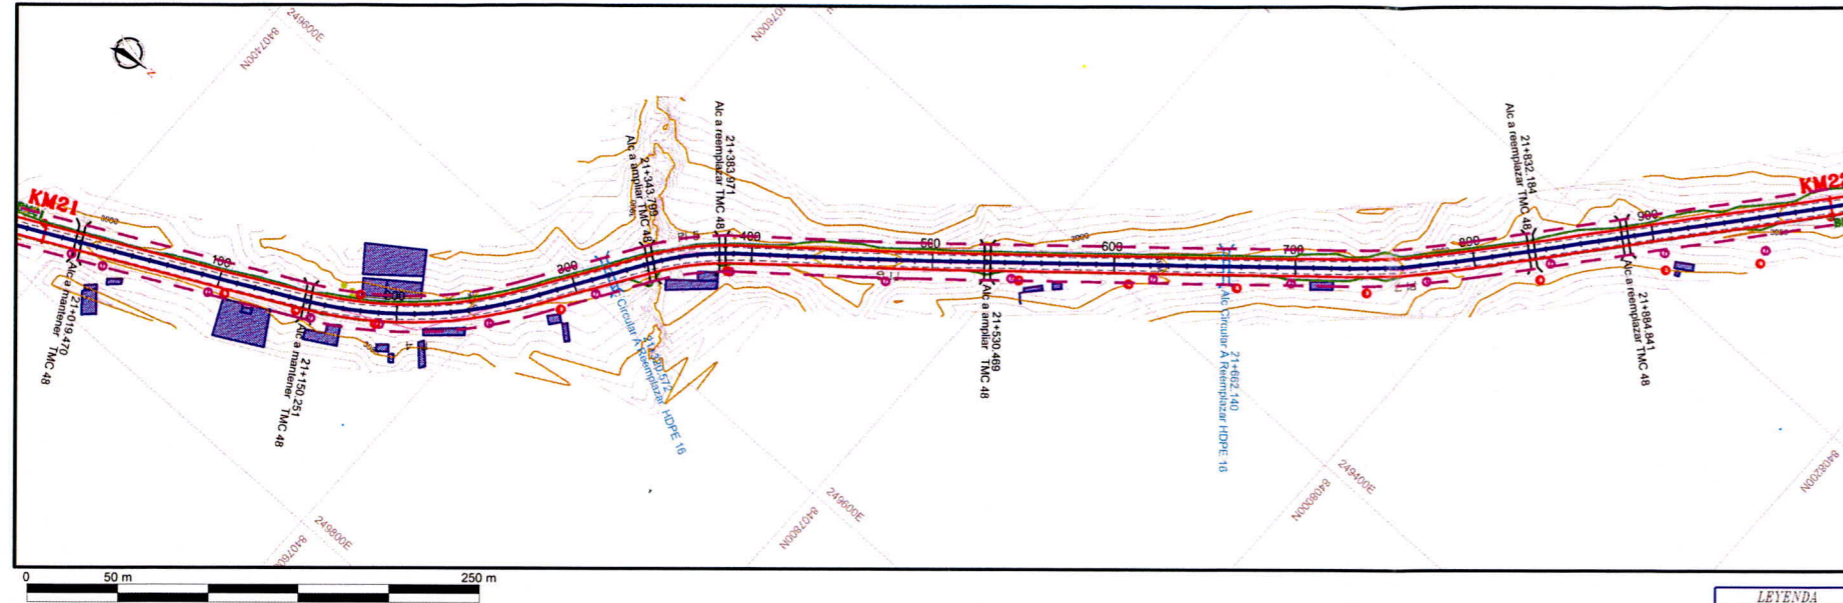 249600E
8407400N
8407600N
KM21
3900
21+019.470
Alc a mantener TMC 48
100
21+150.251
Alc a mantener TMC 48
200
300
Alc Circular A Reemplazar HDPE 16
21+343.799
Alc a ampliar TMC 48
21+383.971
Alc a reemplazar TMC 48
400
500
21+530.469
Alc a ampliar TMC 48
600
21+662.140
Alc Circular A Reemplazar HDPE 16
700
800
21+832.184
Alc a reemplazar TMC 48
900
21+884.841
Alc a reemplazar TMC 48
KM22
249800E
249600E
8407800N
249400E
8408000N
8408200N
0 50 m 250 m
LEYENDA